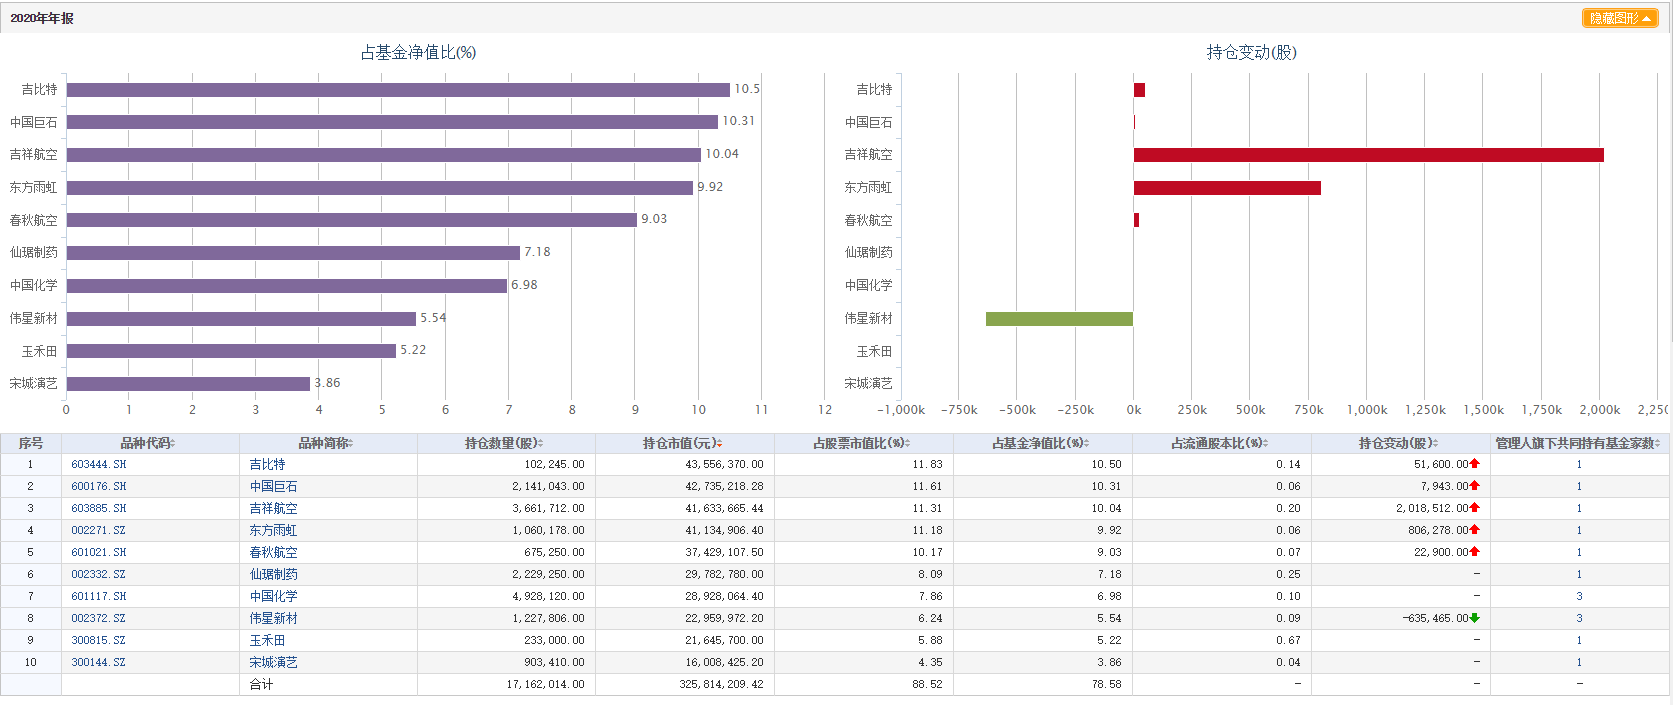 2020年年报
隐藏图形
占基金净值比(%)
吉比特 10.5
中国巨石 10.31
吉祥航空 10.04
东方雨虹 9.92
春秋航空 9.03
仙琚制药 7.18
中国化学 6.98
伟星新材 5.54
玉禾田 5.22
宋城演艺 3.86
0 1 2 3 4 5 6 7 8 9 10 11 12
持仓变动(股)
吉比特
中国巨石
吉祥航空
东方雨虹
春秋航空
仙琚制药
中国化学
伟星新材
玉禾田
宋城演艺
-1,000k -750k -500k -250k 0k 250k 500k 750k 1,000k 1,250k 1,500k 1,750k 2,000k 2,250k
序号 品种代码 品种简称 持仓数量(股) 持仓市值(元) 占股票市值比(%) 占基金净值比(%) 占流通股本比(%) 持仓变动(股) 管理人旗下共同持有基金家数
1 603444.SH 吉比特 102,245.00 43,556,370.00 11.83 10.50 0.14 51,600.00 1
2 600176.SH 中国巨石 2,141,043.00 42,735,218.28 11.61 10.31 0.06 7,943.00 1
3 603885.SH 吉祥航空 3,661,712.00 41,633,665.44 11.31 10.04 0.20 2,018,512.00 1
4 002271.SZ 东方雨虹 1,060,178.00 41,134,906.40 11.18 9.92 0.06 806,278.00 1
5 601021.SH 春秋航空 675,250.00 37,429,107.50 10.17 9.03 0.07 22,900.00 1
6 002332.SZ 仙琚制药 2,229,250.00 29,782,780.00 8.09 7.18 0.25 - 1
7 601117.SH 中国化学 4,928,120.00 28,928,064.40 7.86 6.98 0.10 - 3
8 002372.SZ 伟星新材 1,227,806.00 22,959,972.20 6.24 5.54 0.09 -635,465.00 3
9 300815.SZ 玉禾田 233,000.00 21,645,700.00 5.88 5.22 0.67 - 1
10 300144.SZ 宋城演艺 903,410.00 16,008,425.20 4.35 3.86 0.04 - 1
合计 17,162,014.00 325,814,209.42 88.52 78.58 - - -